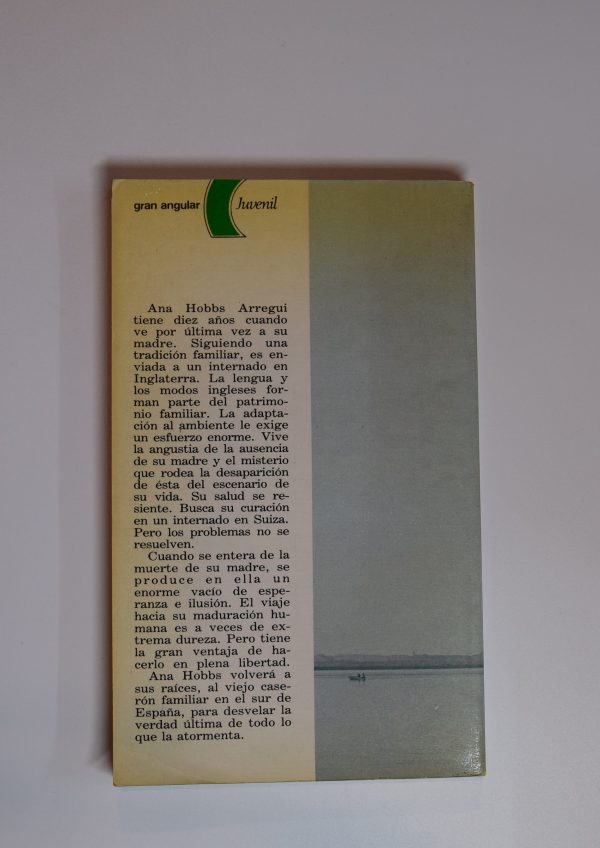 gran angular Juvenil
Ana Hobbs Arregui
tiene diez años cuando
ve por última vez a su
madre. Siguiendo una
tradición familiar, es en-
viada a un internado en
Inglaterra. La lengua y
los modos ingleses for-
man parte del patrimo-
nio familiar. La adapta-
ción al ambiente le exige
un esfuerzo enorme. Vive
la angustia de la ausencia
de su madre y el misterio
que rodea la desaparición
de ésta del escenario de
su vida. Su salud se re-
siente. Busca su curación
en un internado en Suiza.
Pero los problemas no se
resuelven.
Cuando se entera de la
muerte de su madre, se
produce en ella un
enorme vacío de espe-
ranza e ilusión. El viaje
hacia su maduración hu-
mana es a veces de ex-
trema dureza. Pero tiene
la gran ventaja de ha-
cerlo en plena libertad.
Ana Hobbs volverá a
sus raíces, al viejo case-
rón familiar en el sur de
España, para desvelar la
verdad última de todo lo
que la atormenta.